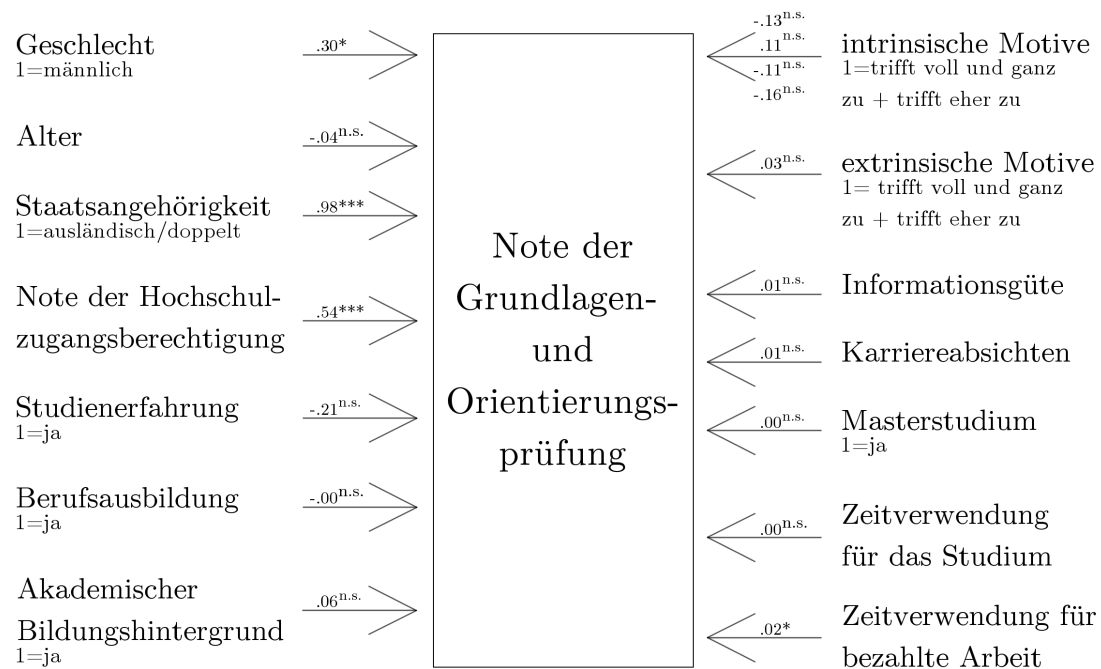 Geschlecht
1=männlich
.30*
Alter
-.04n.s.
Staatsangehörigkeit
1=ausländisch/doppelt
.98***
Note der Hochschul-
zugangsberechtigung
.54***
Studienerfahrung
1=ja
-.21n.s.
Berufsausbildung
1=ja
-.00n.s.
Akademischer
Bildungshintergrund
1=ja
.06n.s.
Note der
Grundlagen-
und
Orientierungs-
prüfung
-.13n.s.
.11n.s.
-.11n.s.
-.16n.s.
intrinsische Motive
1=trifft voll und ganz
zu + trifft eher zu
.03n.s.
extrinsische Motive
1= trifft voll und ganz
zu + trifft eher zu
.01n.s.
Informationsgüte
.01n.s.
Karriereabsichten
.00n.s.
Masterstudium
1=ja
.00n.s.
Zeitverwendung
für das Studium
.02*
Zeitverwendung für
bezahlte Arbeit